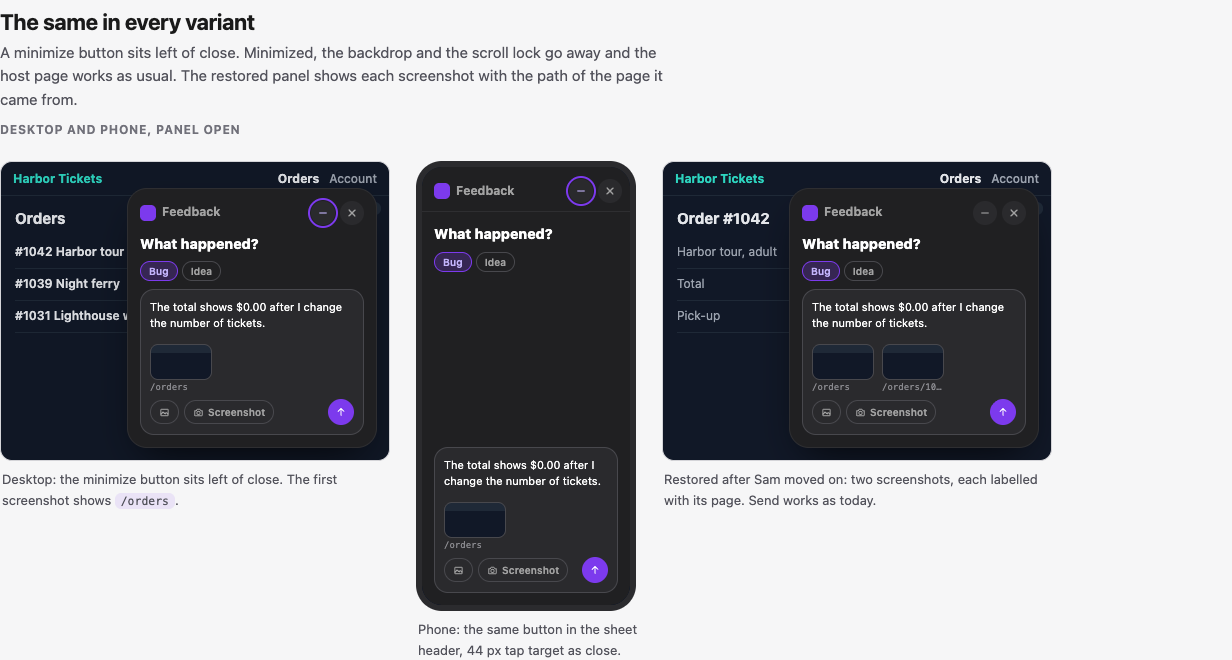 The same in every variant
A minimize button sits left of close. Minimized, the backdrop and the scroll lock go away and the
host page works as usual. The restored panel shows each screenshot with the path of the page it
came from.
DESKTOP AND PHONE, PANEL OPEN
Harbor Tickets
Orders Account
Orders
#1042 Harbor tour
#1039 Night ferry
#1031 Lighthouse
Feedback
What happened?
Bug
Idea
The total shows $0.00 after I change
the number of tickets.
/orders
Screenshot
Desktop: the minimize button sits left of close. The first
screenshot shows /orders .
Feedback
What happened?
Bug
Idea
The total shows $0.00 after I
change the number of tickets.
/orders
Screenshot
Phone: the same button in the sheet
header, 44 px tap target as close.
Harbor Tickets
Orders Account
Order #1042
Harbor tour, adult
Total
Pick-up
Feedback
What happened?
Bug
Idea
The total shows $0.00 after I change
the number of tickets.
/orders
/orders/10…
Screenshot
Restored after Sam moved on: two screenshots, each labelled
with its page. Send works as today.